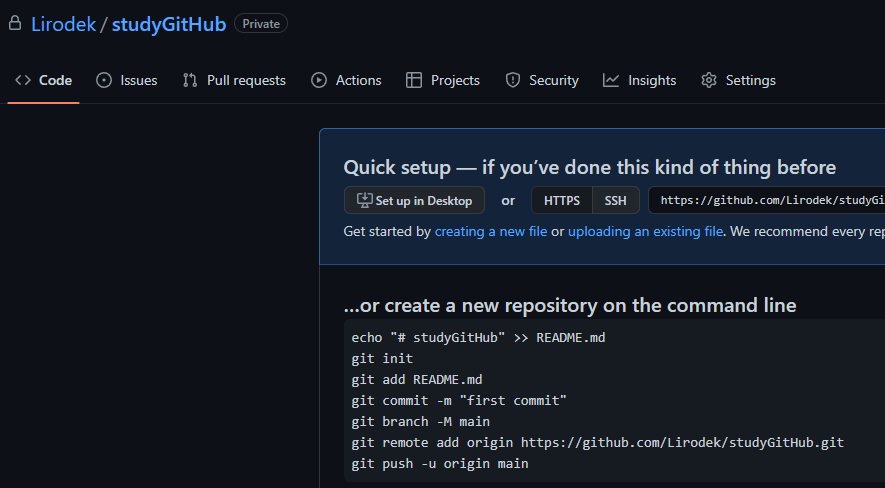 Lirodek / studyGitHub Private
Code Issues Pull requests Actions Projects Security Insights Settings
Quick setup — if you’ve done this kind of thing before
Set up in Desktop or HTTPS SSH https://github.com/Lirodek/studyGi
Get started by creating a new file or uploading an existing file. We recommend every rep
…or create a new repository on the command line
echo "# studyGitHub" >> README.md
git init
git add README.md
git commit -m "first commit"
git branch -M main
git remote add origin https://github.com/Lirodek/studyGitHub.git
git push -u origin main